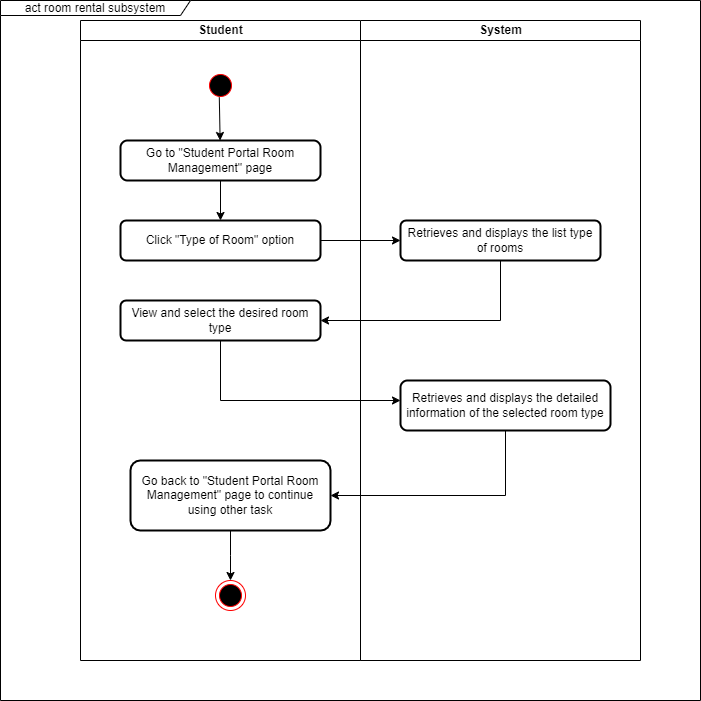 act room rental subsystem
Student
System
Go to "Student Portal Room
Management" page
Click "Type of Room" option
Retrieves and displays the list type
of rooms
View and select the desired room
type
Retrieves and displays the detailed
information of the selected room type
Go back to "Student Portal Room
Management" page to continue
using other task